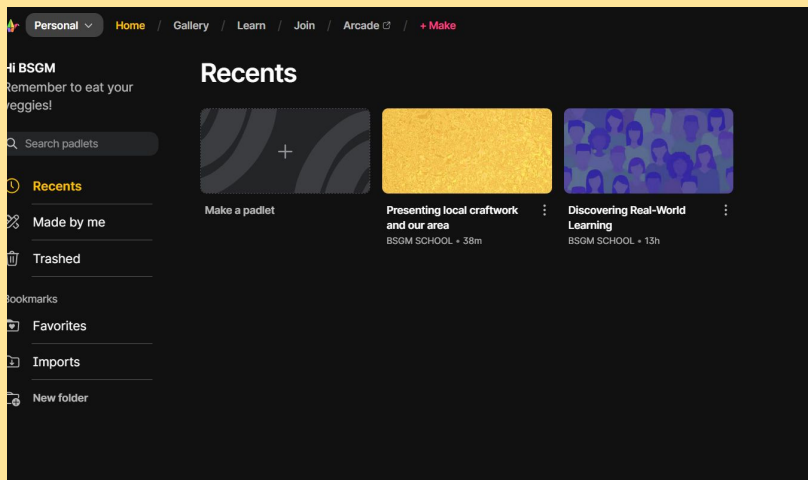 Personal
Home / Gallery / Learn / Join / Arcade / + Make
Hi BSGM
Remember to eat your
veggies!
Search padlets
Recents
Made by me
Trashed
Bookmarks
Favorites
Imports
New folder
Recents
Make a padlet
Presenting local craftwork
and our area
BSGM SCHOOL • 38m
Discovering Real-World
Learning
BSGM SCHOOL • 13h